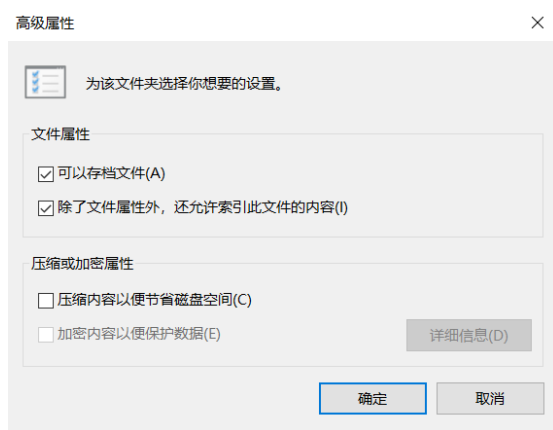 高级属性
为该文件夹选择你想要的设置。
文件属性
可以存档文件(A)
除了文件属性外，还允许索引此文件的内容(I)
压缩或加密属性
压缩内容以便节省磁盘空间(C)
加密内容以便保护数据(E)
详细信息(D)
确定
取消